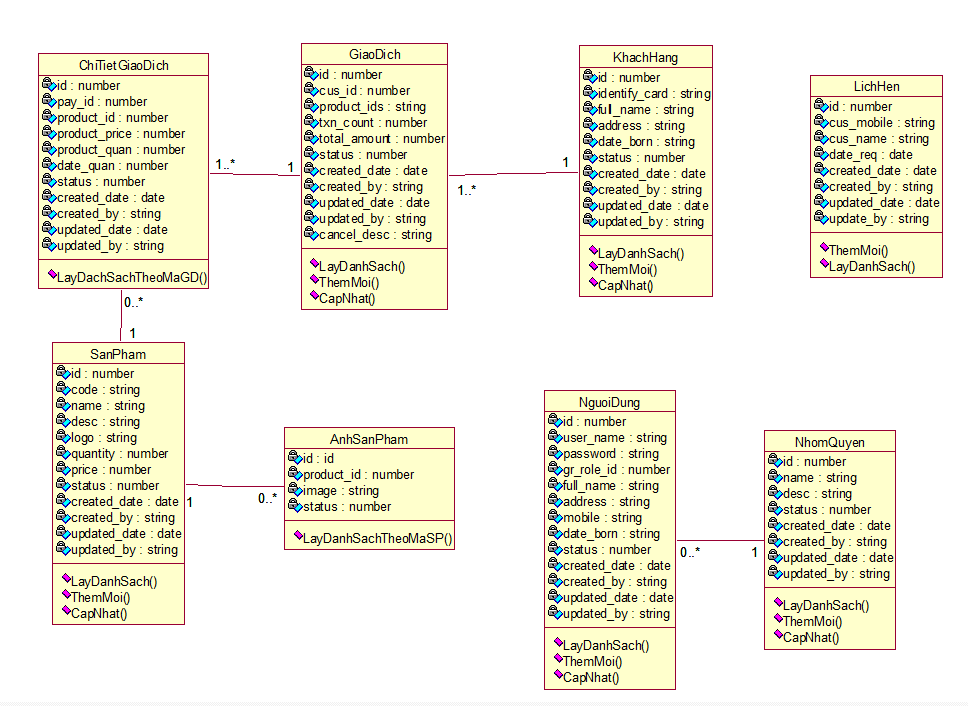 ChiTietGiaoDich
id : number
pay_id : number
product_id : number
product_price : number
product_quan : number
date_quan : number
status : number
created_date : date
created_by : string
updated_date : date
updated_by : string
LayDachSachTheoMaGD()
1..*
1
GiaoDich
id : number
cus_id : number
product_ids : string
txn_count : number
total_amount : number
status : number
created_date : date
created_by : string
updated_date : date
updated_by : string
cancel_desc : string
LayDanhSach()
ThemMoi()
CapNhat()
1..*
1
KhachHang
id : number
identify_card : string
full_name : string
address : string
date_born : string
status : number
created_date : date
created_by : string
updated_date : date
updated_by : string
LayDanhSach()
ThemMoi()
CapNhat()
LichHen
id : number
cus_mobile : string
cus_name : string
date_req : date
created_date : date
created_by : string
updated_date : date
update_by : string
ThemMoi()
LayDanhSach()
0..*
1
SanPham
id : number
code : string
name : string
desc : string
logo : string
quantity : number
price : number
status : number
created_date : date
created_by : string
updated_date : date
updated_by : string
LayDanhSach()
ThemMoi()
CapNhat()
1
0..*
AnhSanPham
id : id
product_id : number
image : string
status : number
LayDanhSachTheoMaSP()
NguoiDung
id : number
user_name : string
password : string
gr_role_id : number
full_name : string
address : string
mobile : string
date_born : string
status : number
created_date : date
created_by : string
updated_date : date
updated_by : string
LayDanhSach()
ThemMoi()
CapNhat()
0..*
1
NhomQuyen
id : number
name : string
desc : string
status : number
created_date : date
created_by : string
updated_date : date
updated_by : string
LayDanhSach()
ThemMoi()
CapNhat()